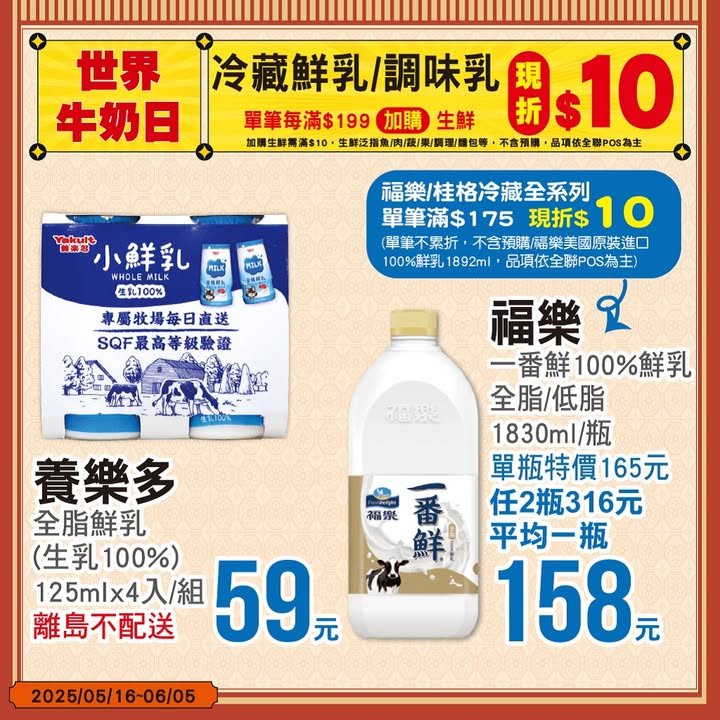 世界
牛奶日
冷藏鮮乳/調味乳
現折
$10
單筆每滿$199 加購 生鮮
加購生鮮需滿$10，生鮮泛指魚/肉/蔬/果/調理/麵包等，不含預購，品項依全聯POS為主
福樂/桂格冷藏全系列
單筆滿$175 現折$10
(單筆不累折，不含預購/福樂美國原裝進口
100%鮮乳1892ml，品項依全聯POS為主)
Yakult
養樂多
小鮮乳
WHOLE MILK
生乳100%
MILK
MILK
專屬牧場每日直送
SQF最高等級驗證
生乳100%
養樂多
全脂鮮乳
(生乳100%)
125mlx4入/組
離島不配送
59元
福樂
福樂
一番鮮
福樂
一番鮮100%鮮乳
全脂/低脂
1830ml/瓶
單瓶特價165元
任2瓶316元
平均一瓶
158元
2025/05/16~06/05